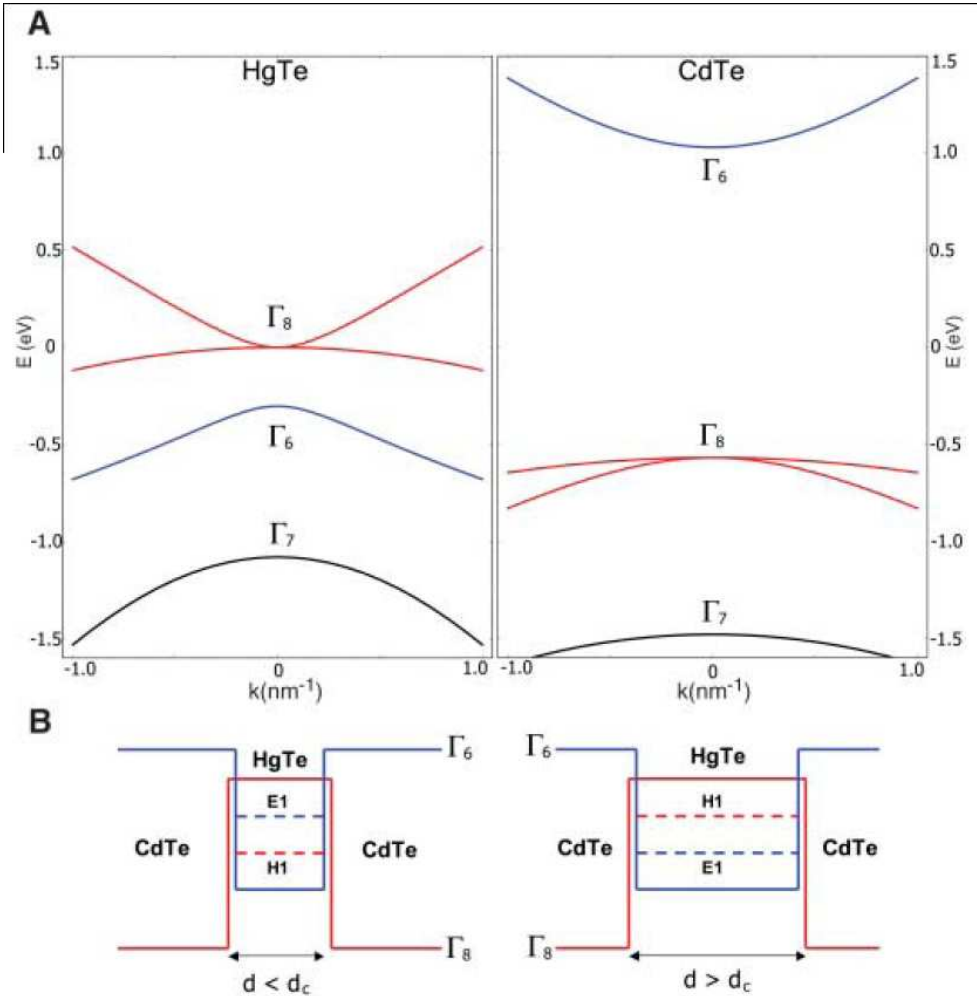 A
HgTe
CdTe
1.5
1.0
0.5
0
-0.5
-1.0
-1.5
E (eV)
Γ8
Γ6
Γ7
-1.0
0
1.0
k(nm⁻¹)
Γ6
Γ8
Γ7
1.5
1.0
0.5
0
-0.5
-1.0
-1.5
E (eV)
-1.0
0
1.0
k(nm⁻¹)
B
HgTe
Γ6
E1
CdTe
CdTe
H1
Γ8
d < dc
Γ6
HgTe
H1
CdTe
CdTe
E1
Γ8
d > dc